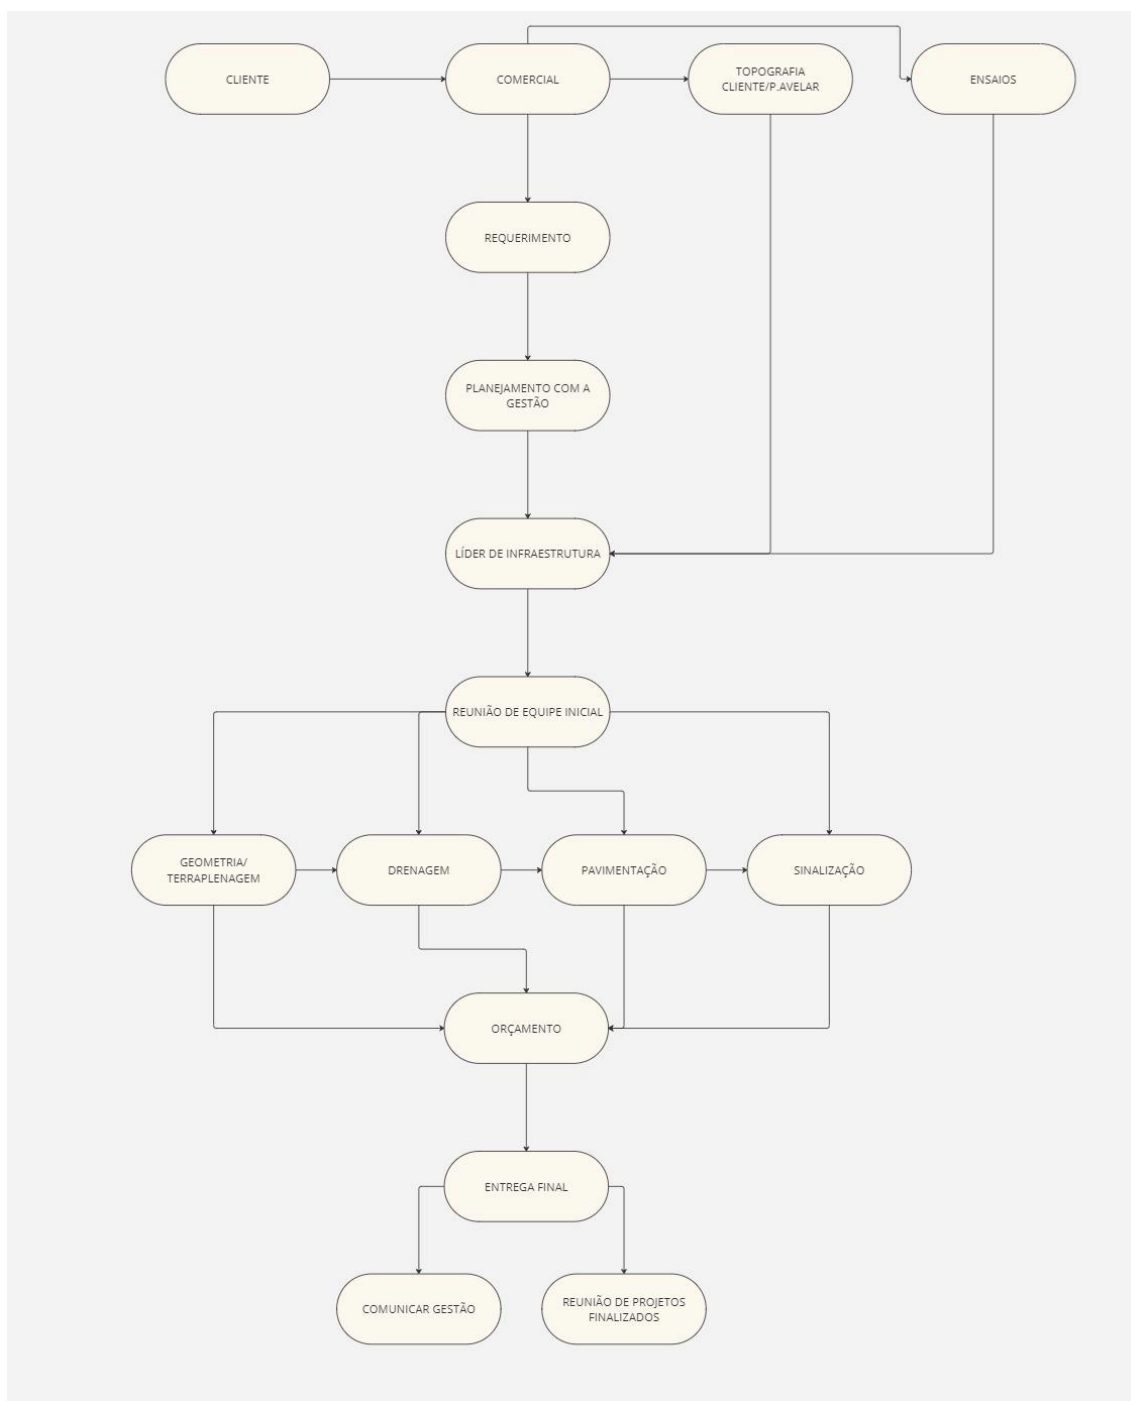 CLIENTE
COMERCIAL
TOPOGRAFIA
CLIENTE/P.AVELAR
ENSAIOS
REQUERIMENTO
PLANEJAMENTO COM A
GESTÃO
LÍDER DE INFRAESTRUTURA
REUNIÃO DE EQUIPE INICIAL
GEOMETRIA/
TERRAPLENAGEM
DRENAGEM
PAVIMENTAÇÃO
SINALIZAÇÃO
ORÇAMENTO
ENTREGA FINAL
COMUNICAR GESTÃO
REUNIÃO DE PROJETOS
FINALIZADOS